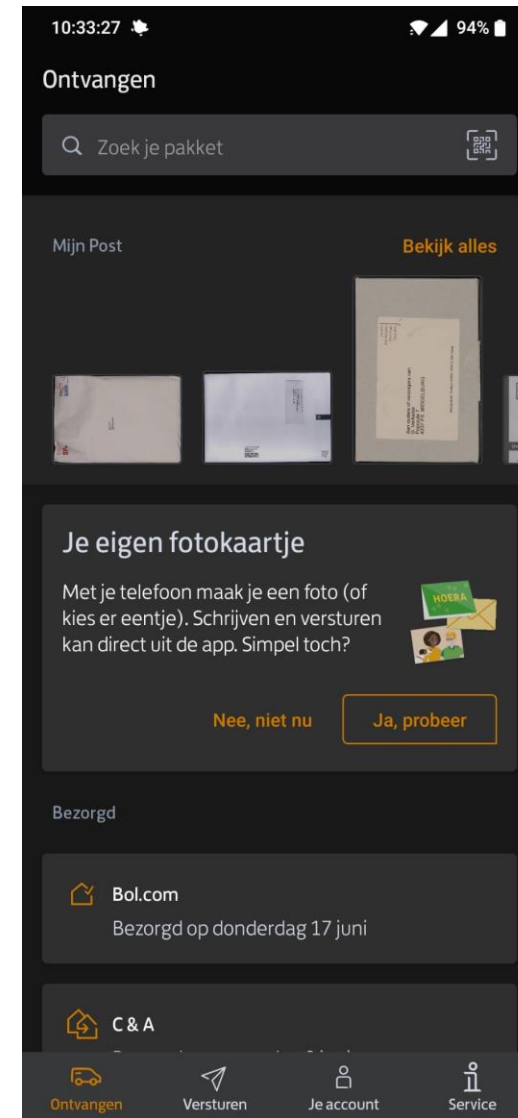 10:33:27
94%
Ontvangen
Zoek je pakket
Mijn Post
Bekijk alles
Je eigen fotokaartje
Met je telefoon maak je een foto (of
kies er eentje). Schrijven en versturen
kan direct uit de app. Simpel toch?
HOERA
Nee, niet nu
Ja, probeer
Bezorgd
Bol.com
Bezorgd op donderdag 17 juni
C & A
Ontvangen
Versturen
Je account
Service